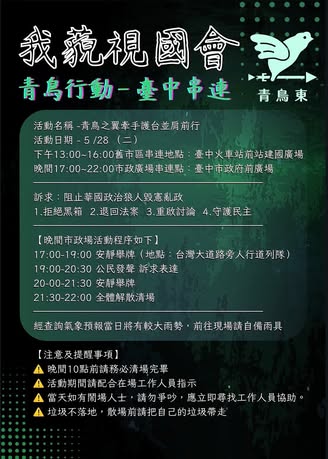 我藐視國會
青鳥行動－臺中串連
青鳥東
活動名稱 -青鳥之翼牽手護台並肩前行
活動日期 - 5 /28 （二）
下午13:00~16:00舊市區串連地點：臺中火車站前站建國廣場
晚間17:00~22:00市政廣場串連地點：臺中市政府前廣場
訴求：阻止華國政治狼人毀憲亂政
1.拒絕黑箱 2.退回法案 3.重啟討論 4.守護民主
【晚間市政場活動程序如下】
17:00-19:00 安靜舉牌（地點：台灣大道路旁人行道列隊）
19:00-20:30 公民發聲 訴求表達
20:00-21:30 安靜舉牌
21:30-22:00 全體解散清場
經查詢氣象預報當日將有較大雨勢，前往現場請自備雨具
【注意及提醒事項】
⚠️ 晚間10點前請務必清場完畢
⚠️ 活動期間請配合在場工作人員指示
⚠️ 當天如有鬧場人士，請勿爭吵，應立即尋找工作人員協助。
⚠️ 垃圾不落地，散場前請把自己的垃圾帶走